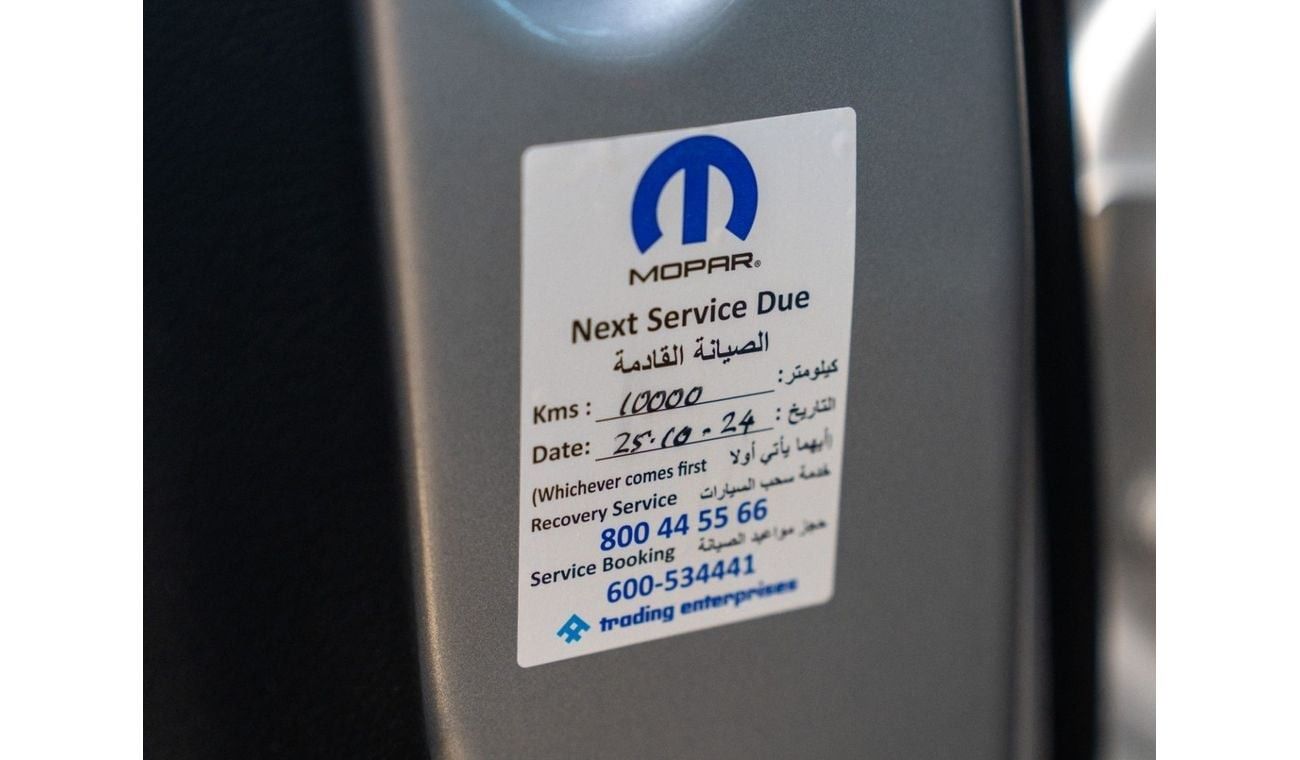 MOPAR®
Next Service Due
الصيانة القادمة
Kms : 10000 كيلومتر:
Date: 25.10-24 التاريخ :
(Whichever comes first أيهما يأتي أولا)
Recovery Service خدمة سحب السيارات
800 44 55 66
Service Booking حجز مواعيد الصيانة
600-534441
trading enterprises